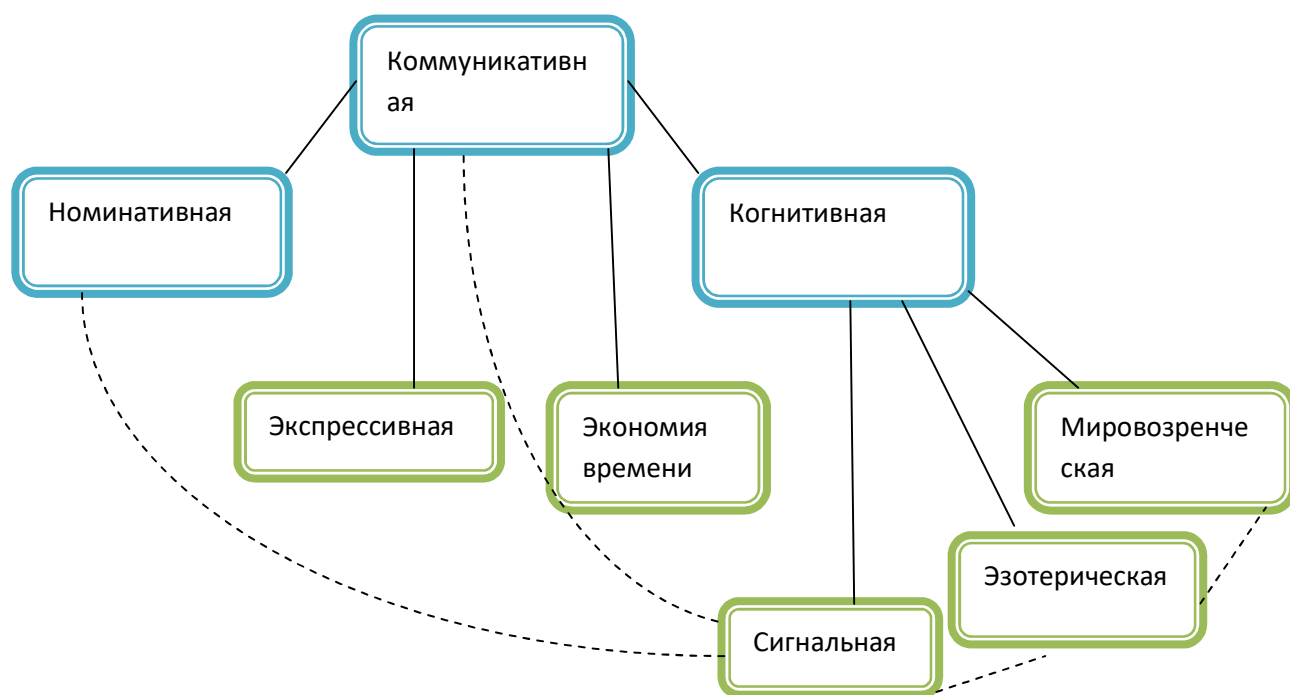 Коммуникативн
ая
Номинативная
Когнитивная
Экспрессивная
Экономия
времени
Мировозренче
ская
Эзотерическая
Сигнальная